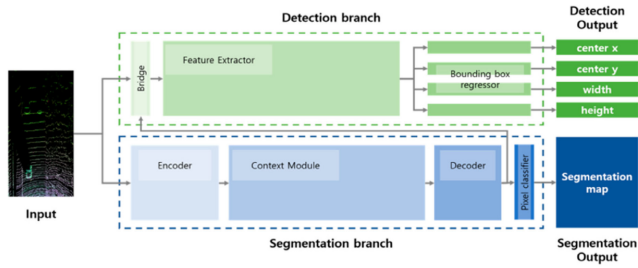 Detection branch
Detection
Output
Bridge
Feature Extractor
Bounding box
regressor
center x
center y
width
height
Input
Encoder
Context Module
Decoder
Pixel classifier
Segmentation
map
Segmentation branch
Segmentation
Output